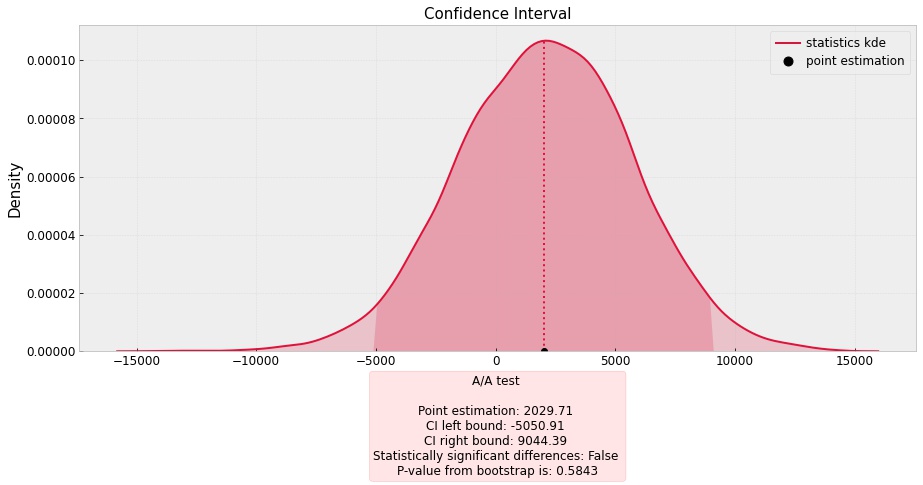 Confidence Interval
statistics kde
point estimation
Density
0.00010
0.00008
0.00006
0.00004
0.00002
0.00000
−15000
−10000
−5000
0
5000
10000
15000
A/A test
Point estimation: 2029.71
CI left bound: -5050.91
CI right bound: 9044.39
Statistically significant differences: False
P-value from bootstrap is: 0.5843